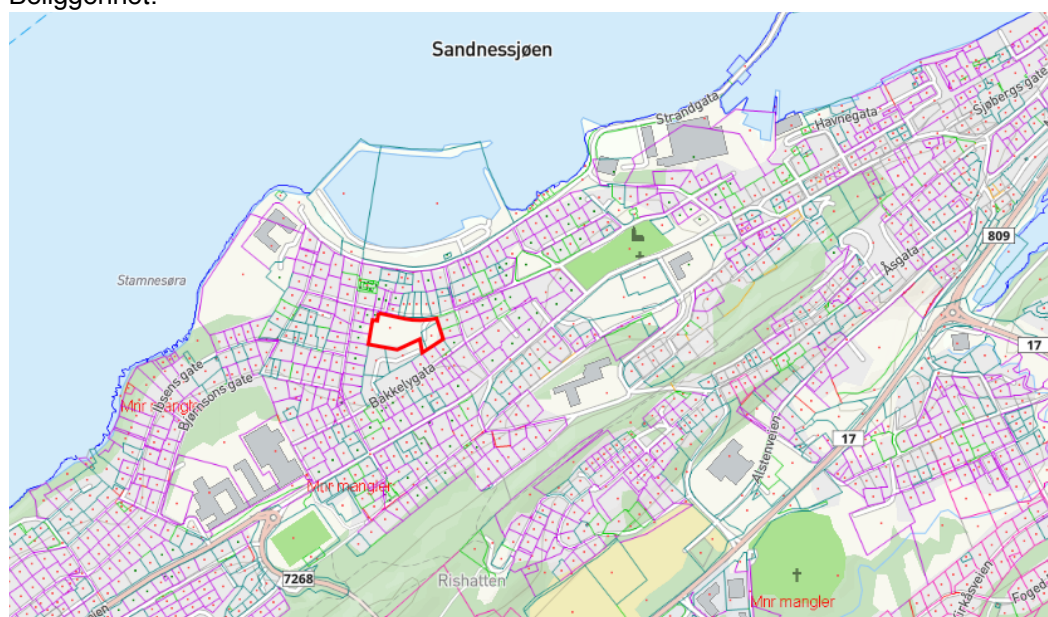 Beliggenhet:
Sandnessjøen
Strandgata
Havnegata
Sjøbergs gate
809
Stamnesøra
Åsgata
17
Ibsens gate
Bjørnsons gate
Bakkelygata
Mnr mangler
17
Alstenveien
Mnr mangler
7268
Rishatten
Mnr mangler